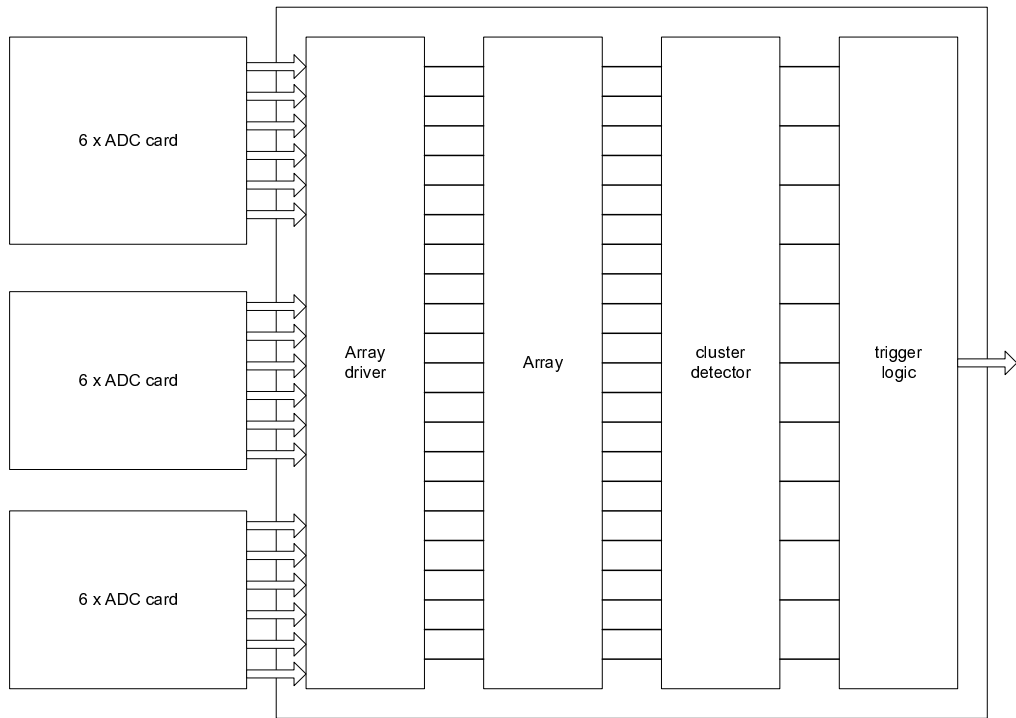 6 x ADC card
6 x ADC card
6 x ADC card
Array
driver
Array
cluster
detector
trigger
logic